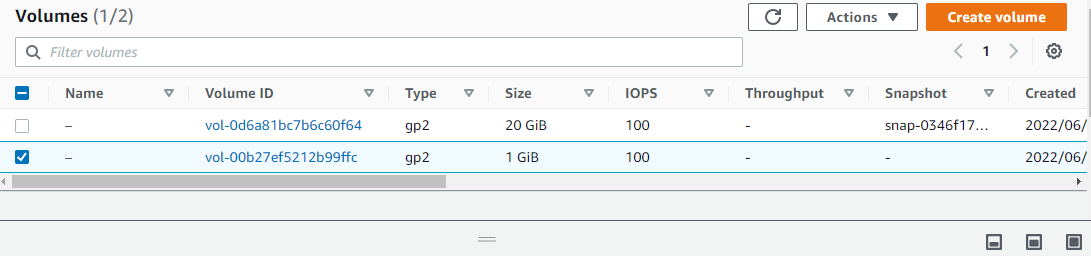 Volumes (1/2) Actions Create volume
Filter volumes 1
Name Volume ID Type Size IOPS Throughput Snapshot Created
– vol-0d6a81bc7b6c60f64 gp2 20 GiB 100 - snap-0346f17... 2022/06/
– vol-00b27ef5212b99ffc gp2 1 GiB 100 - - 2022/06/